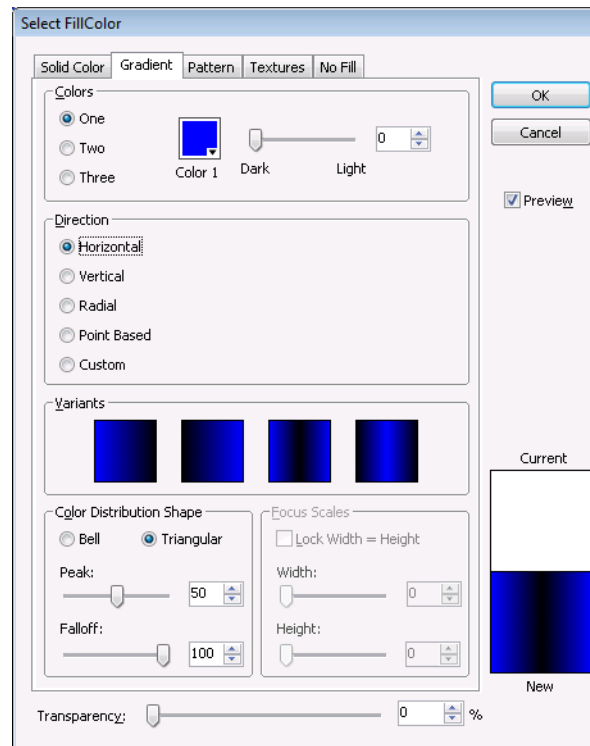 Select FillColor
Solid Color Gradient Pattern Textures No Fill
Colors
One
Two
Three
Color 1
Dark
Light
0
OK
Cancel
Preview
Direction
Horizontal
Vertical
Radial
Point Based
Custom
Variants
Color Distribution Shape
Bell Triangular
Peak:
50
Falloff:
100
Focus Scales
Lock Width = Height
Width:
0
Height:
0
Current
New
Transparency: 0 %